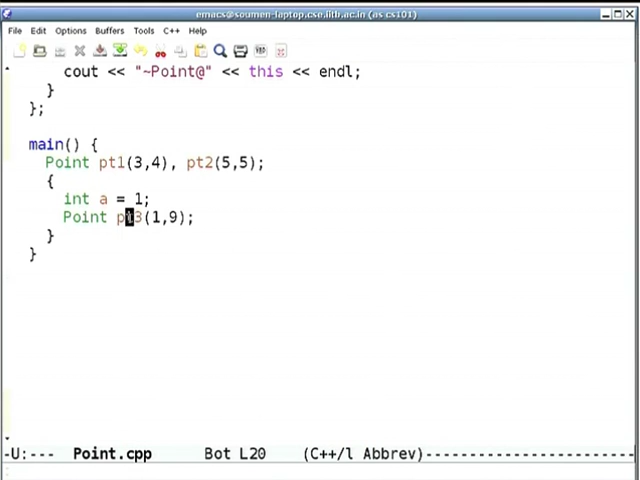 emacs@soumen-laptop.cse.iitb.ac.in (as cs101)
File Edit Options Buffers Tools C++ Help
cout << "~Point@" << this << endl;
}
};
main() {
Point pt1(3,4), pt2(5,5);
{
int a = 1;
Point pt3(1,9);
}
}
-U:--- Point.cpp Bot L20 (C++/l Abbrev)-----------------------